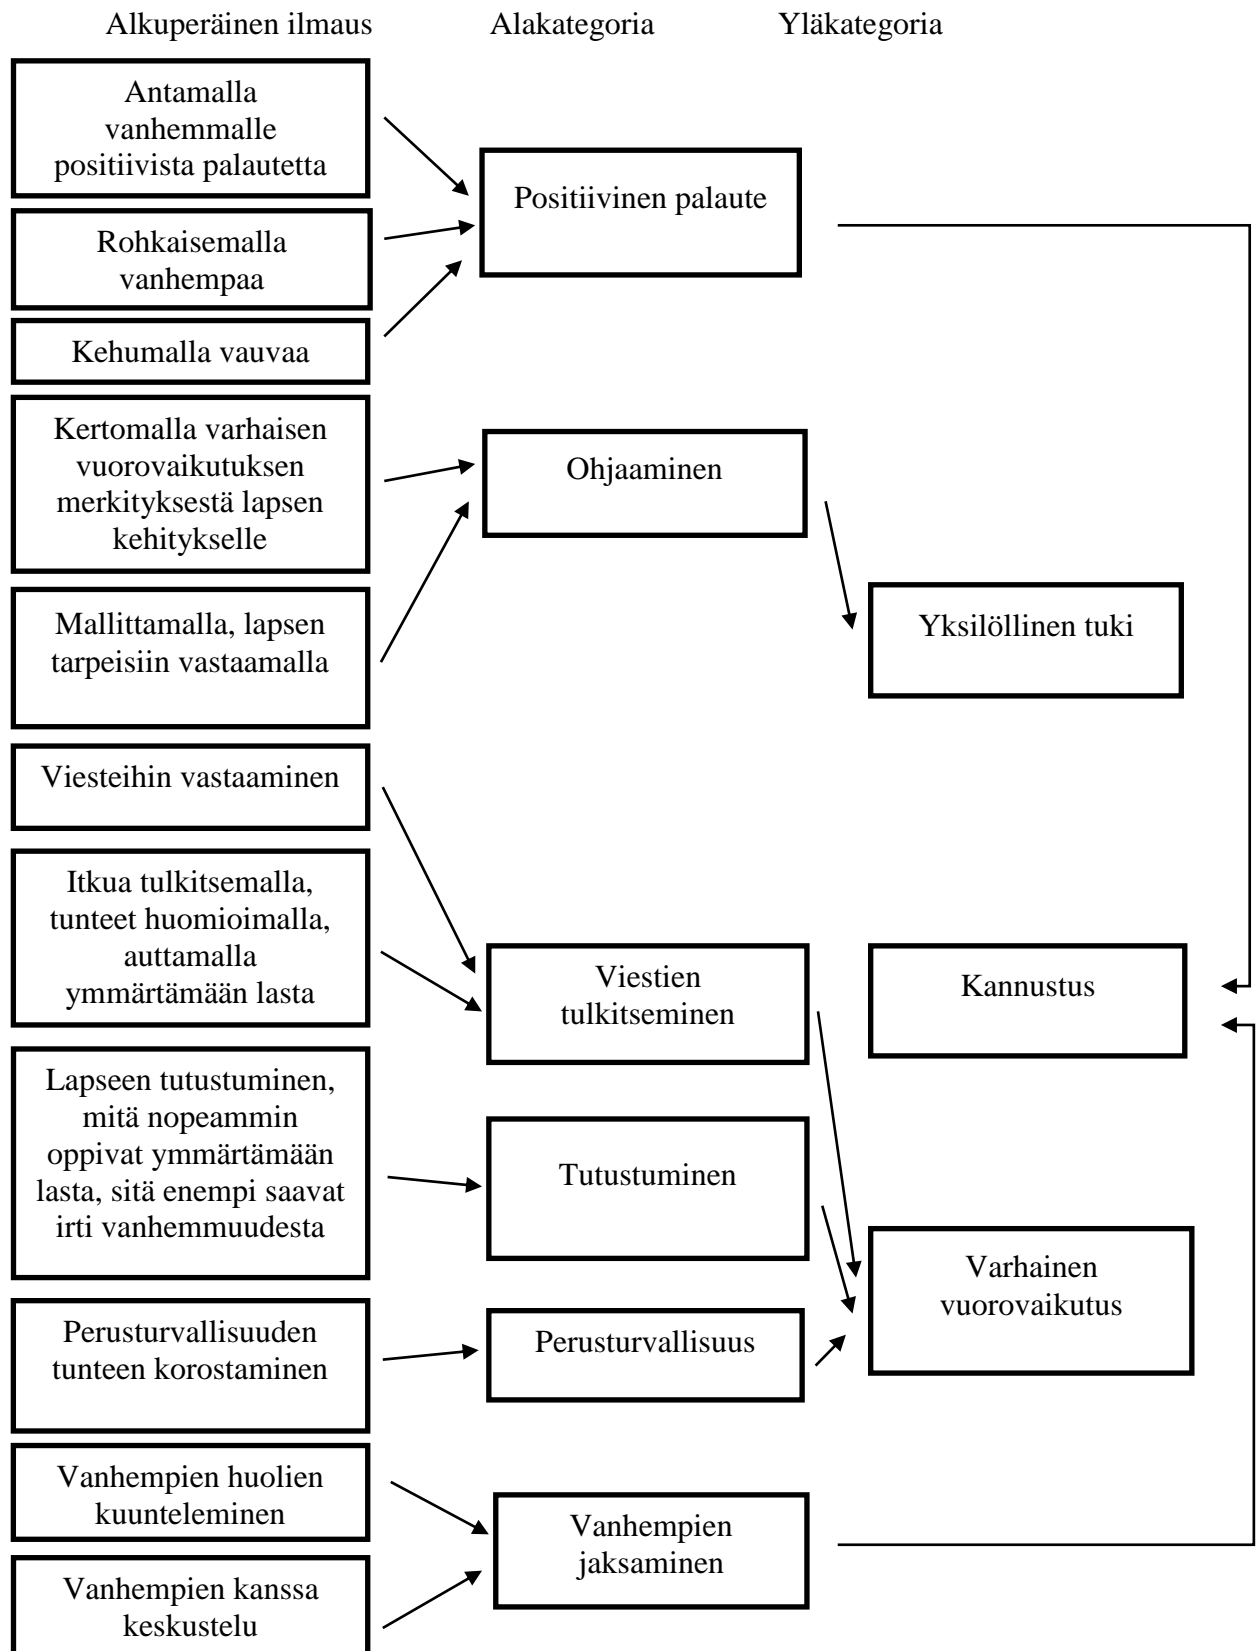 Alkuperäinen ilmaus
Alakategoria
Yläkategoria
Antamalla
vanhemmalle
positiivista palautetta
Rohkaisemalla
vanhempaa
Kehumalla vauvaa
Positiivinen palaute
Kertomalla varhaisen
vuorovaikutuksen
merkityksestä lapsen
kehitykselle
Mallittamalla, lapsen
tarpeisiin vastaamalla
Ohjaaminen
Yksilöllinen tuki
Viesteihin vastaaminen
Itkua tulkitsemalla,
tunteet huomioimalla,
auttamalla
ymmärtämään lasta
Viestien
tulkitseminen
Kannustus
Lapseen tutustuminen,
mitä nopeammin
oppivat ymmärtämään
lasta, sitä enempi saavat
irti vanhemmuudesta
Tutustuminen
Perusturvallisuuden
tunteen korostaminen
Perusturvallisuus
Varhainen
vuorovaikutus
Vanhempien huolien
kuunteleminen
Vanhempien kanssa
keskustelu
Vanhempien
jaksaminen